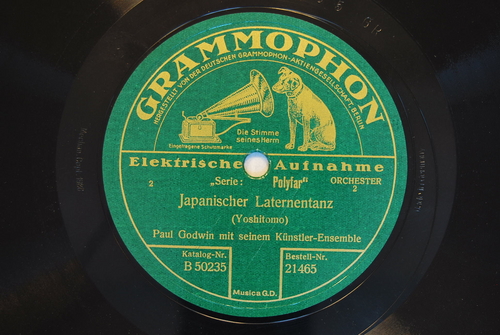 GRAMMOPHON
HERGESTELLT VON DER DEUTSCHEN GRAMMOPHON-AKTIENGESELLSCHAFT, BERLIN
Die Stimme
seines Herrn
Eingetragene Schutzmarke
Elektrische Aufnahme
2 „Serie: Polyfar" ORCHESTER 2
Japanischer Laternentanz
(Yoshitomo)
Paul Godwin mit seinem Künstler-Ensemble
Katalog-Nr. Bestell-Nr.
B 50235 21465
Musica G.D.